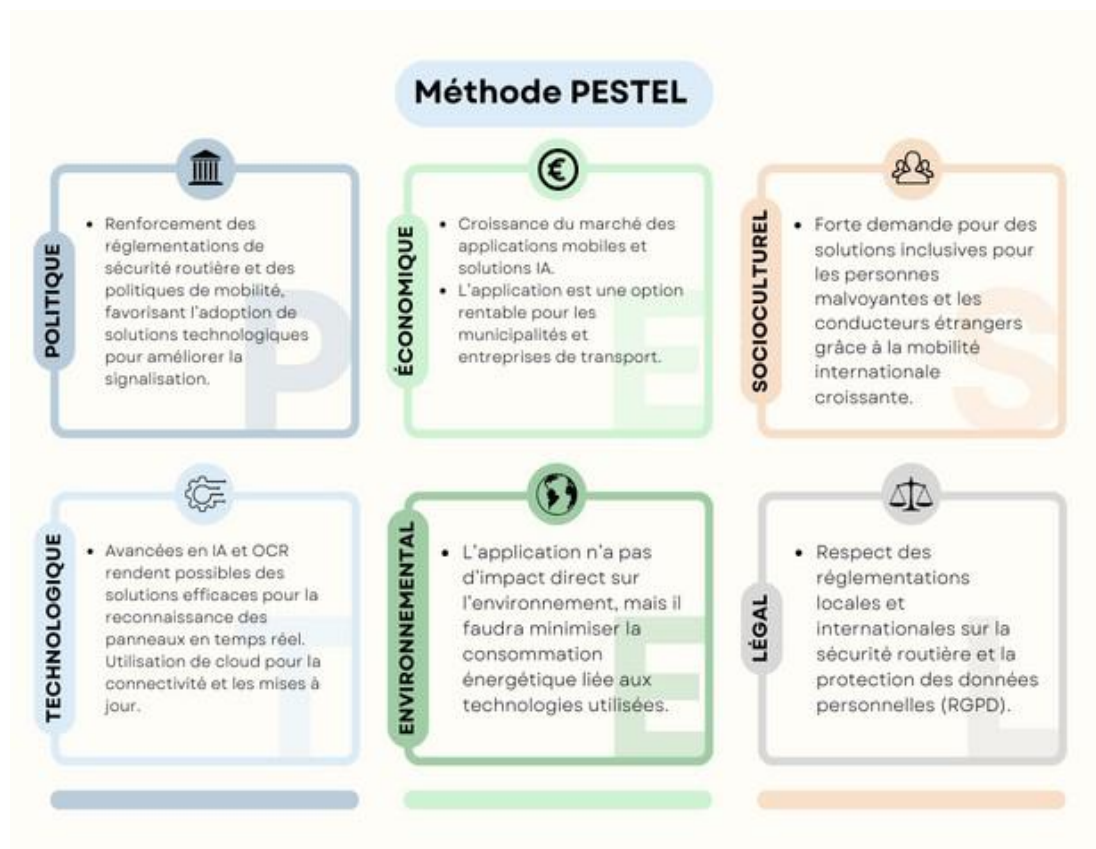 Méthode PESTEL
POLITIQUE
• Renforcement des
réglementations de
sécurité routière et des
politiques de mobilité,
favorisant l'adoption de
solutions technologiques
pour améliorer la
signalisation.
P
ÉCONOMIQUE
• Croissance du marché des
applications mobiles et
solutions IA.
• L'application est une option
rentable pour les
municipalités et
entreprises de transport.
E
SOCIOCULTUREL
• Forte demande pour des
solutions inclusives pour
les personnes
malvoyantes et les
conducteurs étrangers
grâce à la mobilité
internationale
croissante.
S
TECHNOLOGIQUE
• Avancées en IA et OCR
rendent possibles des
solutions efficaces pour la
reconnaissance des
panneaux en temps réel.
Utilisation de cloud pour la
connectivité et les mises à
jour.
T
ENVIRONNEMENTAL
• L'application n'a pas
d'impact direct sur
l'environnement, mais il
faudra minimiser la
consommation
énergétique liée aux
technologies utilisées.
E
LÉGAL
• Respect des
réglementations
locales et
internationales sur la
sécurité routière et la
protection des données
personnelles (RGPD).
L